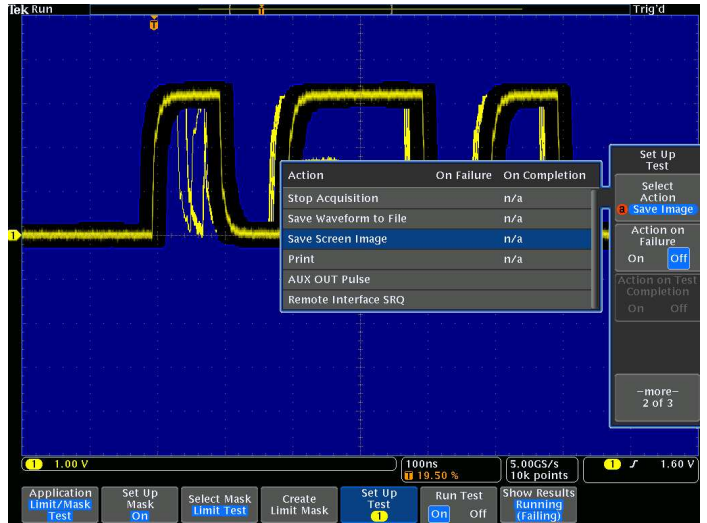 Tek Run
Trig'd
T
T
1
Action On Failure On Completion
Stop Acquisition n/a
Save Waveform to File n/a
Save Screen Image n/a
Print n/a
AUX OUT Pulse
Remote Interface SRQ
Set Up
Test
Select
Action
a Save Image
Action on
Failure
On Off
Action on Test
Completion
On Off
-more-
2 of 3
1 1.00 V
100ns
T 19.50 %
5.00GS/s
10k points
1 1.60 V
Application
Limit/Mask
Test
Set Up
Mask
On
Select Mask
Limit Test
Create
Limit Mask
Set Up
Test
1
Run Test
On Off
Show Results
Running
(Failing)